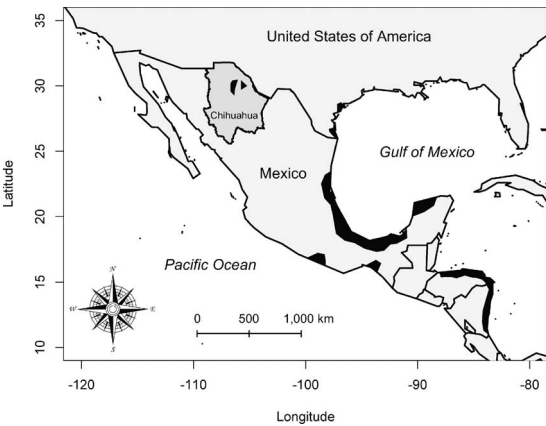 35
30
25
20
15
10
Latitude
United States of America
Chihuahua
Gulf of Mexico
Mexico
Pacific Ocean
N
W
E
S
0 500 1,000 km
-120 -110 -100 -90 -80
Longitude